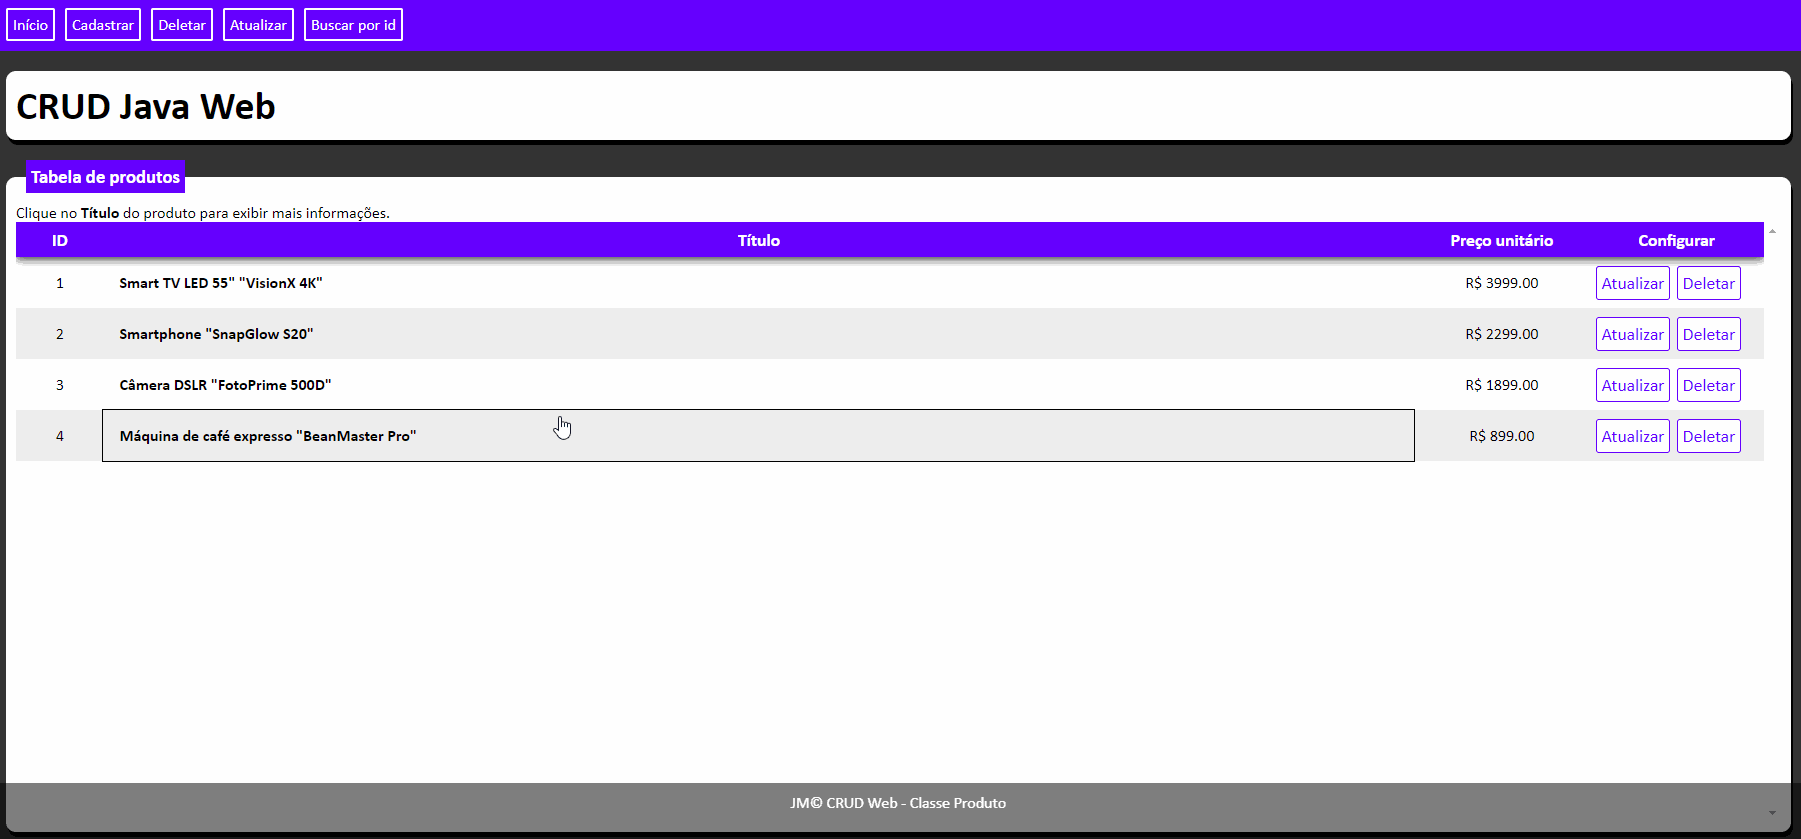 Início Cadastrar Deletar Atualizar Buscar por id
CRUD Java Web
Tabela de produtos
Clique no Título do produto para exibir mais informações.
ID Título Preço unitário Configurar
1 Smart TV LED 55" "VisionX 4K" R$ 3999.00 Atualizar Deletar
2 Smartphone "SnapGlow S20" R$ 2299.00 Atualizar Deletar
3 Câmera DSLR "FotoPrime 500D" R$ 1899.00 Atualizar Deletar
4 Máquina de café expresso "BeanMaster Pro" R$ 899.00 Atualizar Deletar
JM© CRUD Web - Classe Produto